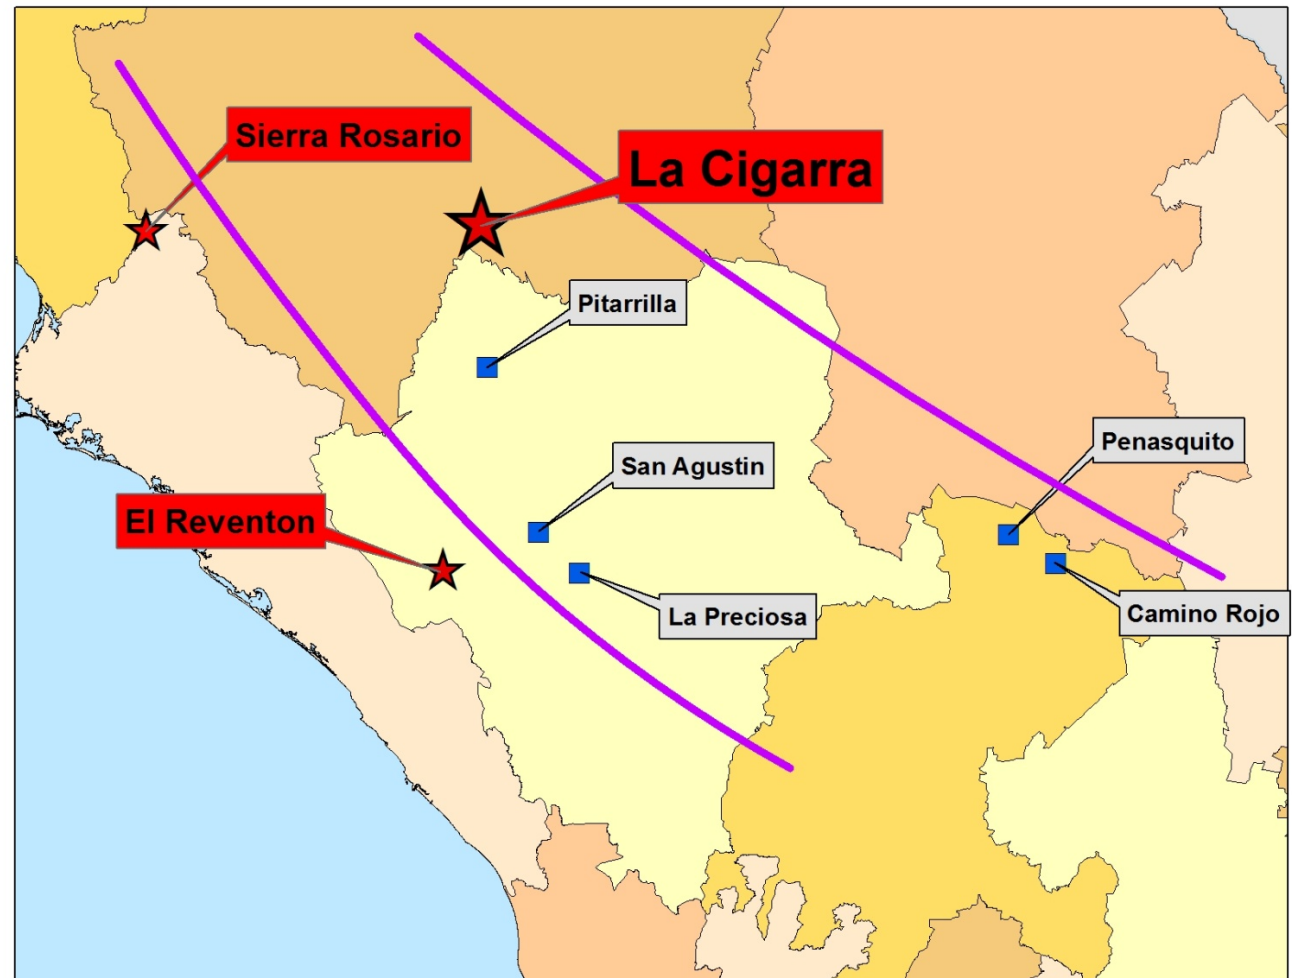 Sierra Rosario
La Cigarra
Pitarrilla
Penasquito
San Agustin
El Reventon
La Preciosa
Camino Rojo